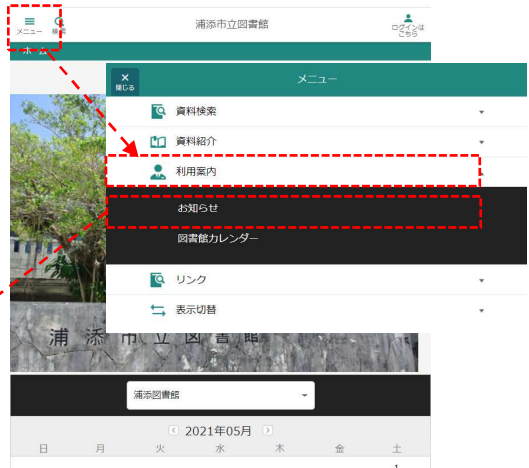 メニュー 検索 浦添市立図書館 ログインはこちら
ホーム
閉じる メニュー
資料検索
資料紹介
利用案内
お知らせ
図書館カレンダー
リンク
表示切替
浦添市立図書館
浦添図書館
2021年05月
日 月 火 水 木 金 土
1